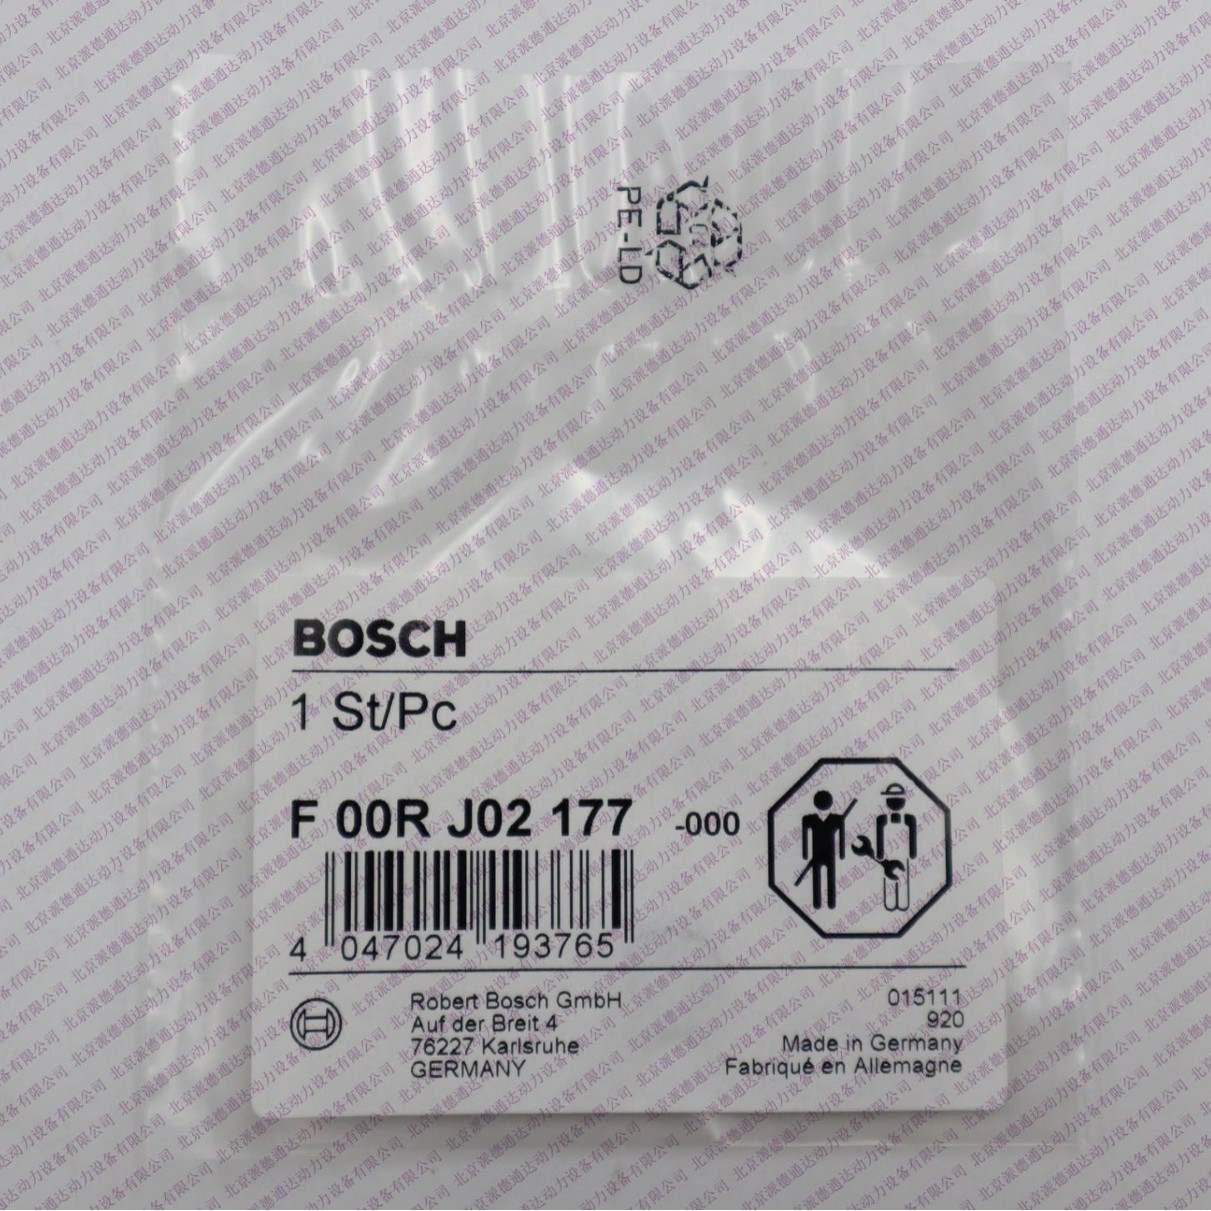 PE-LD
BOSCH
1 St/Pc
F 00R J02 177 -000
4 047024 193765
Robert Bosch GmbH
Auf der Breit 4
76227 Karlsruhe
GERMANY
015111
920
Made in Germany
Fabriqué en Allemagne
北京派德通达动力设备有限公司